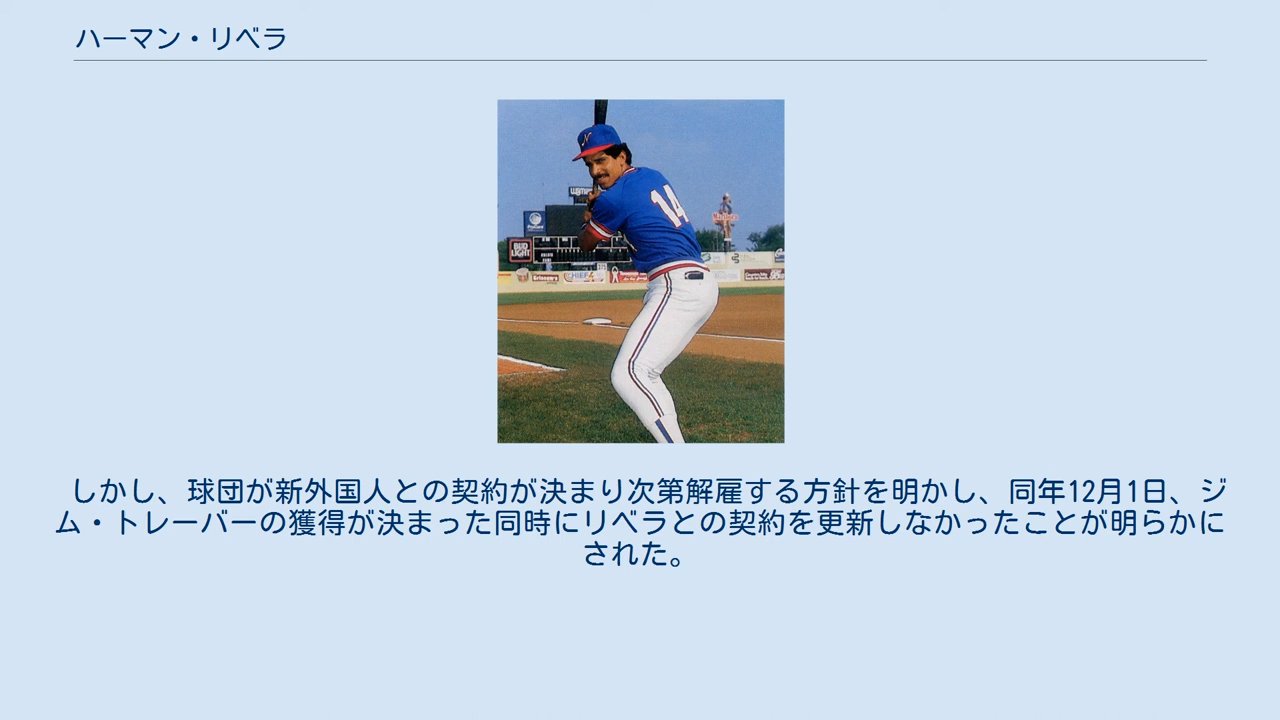 ハーマン・リベラ
N
14
BUD
LIGHT
CHIEF
しかし、球団が新外国人との契約が決まり次第解雇する方針を明かし、同年12月1日、ジ
ム・トレーバーの獲得が決まった同時にリベラとの契約を更新しなかったことが明らかに
された。